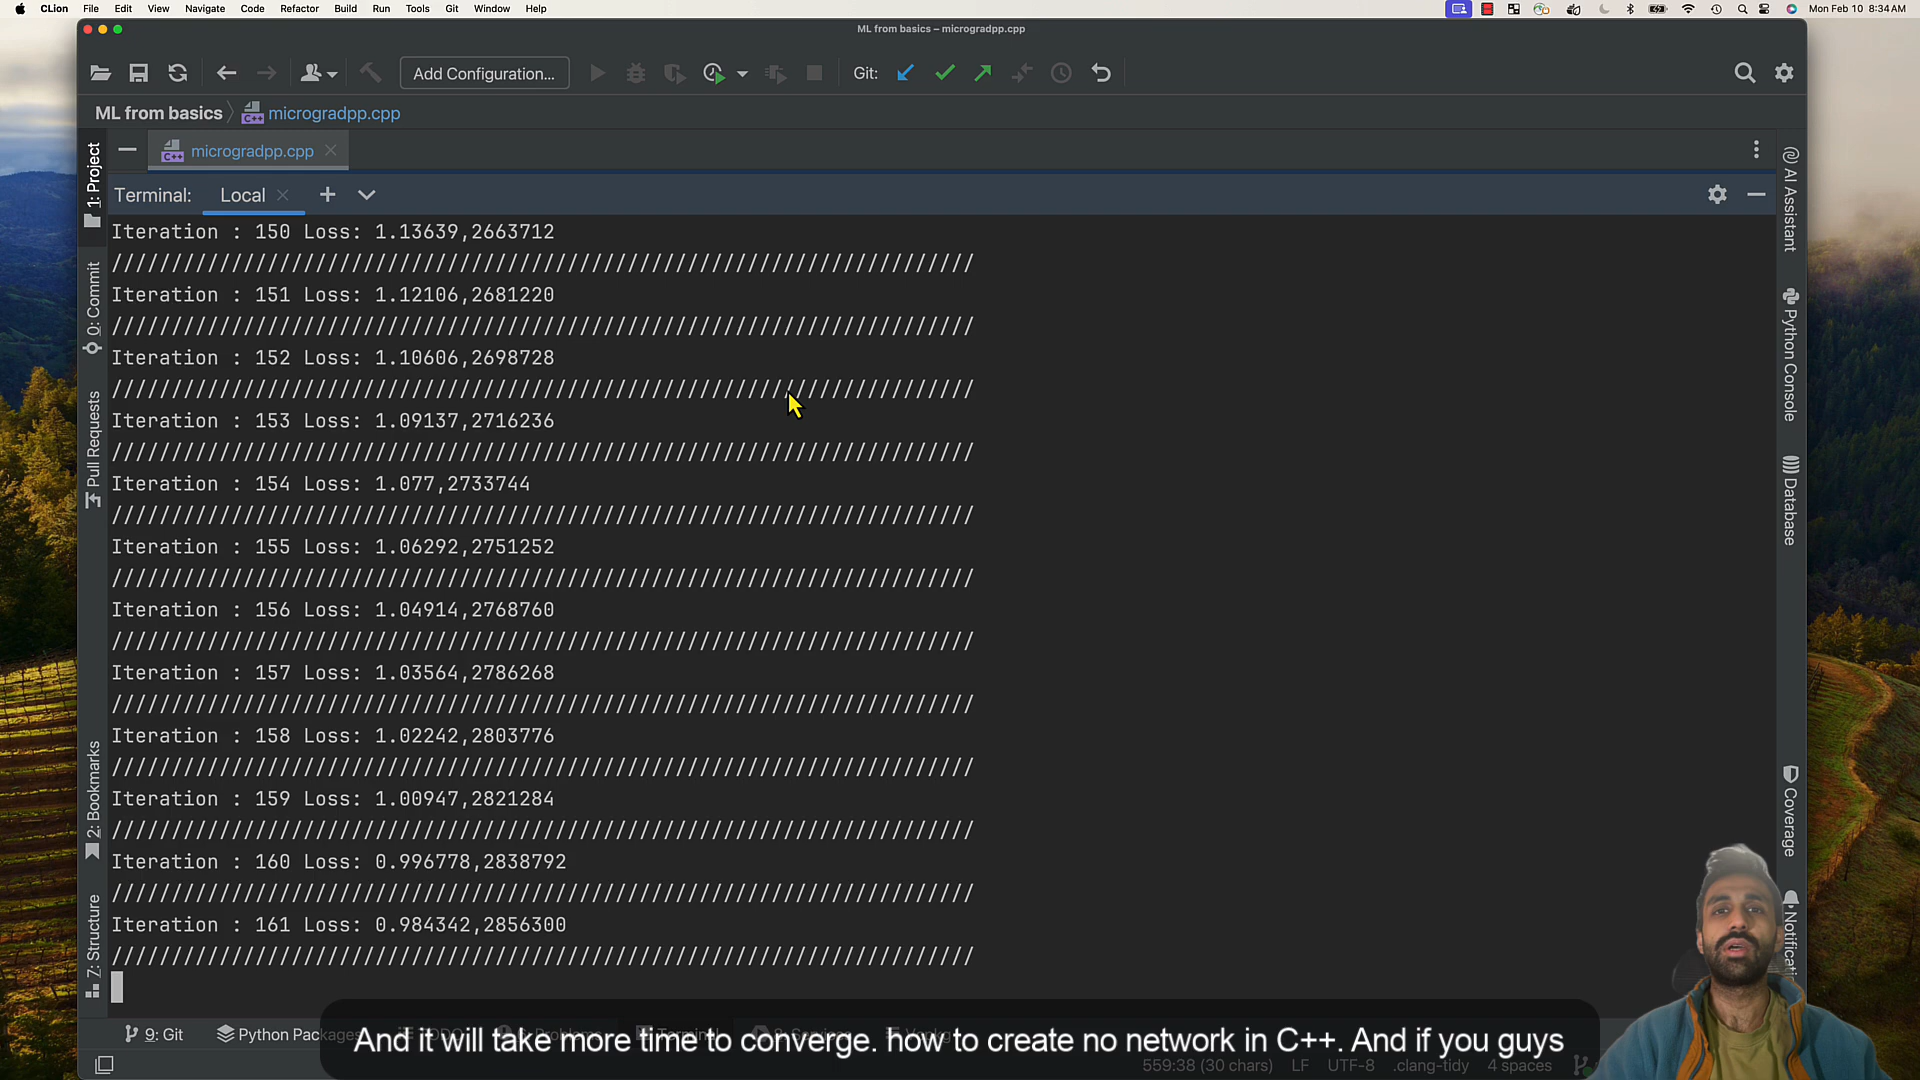 CLion File Edit View Navigate Code Refactor Build Run Tools Git Window Help Mon Feb 10 8:34 AM
ML from basics – microgradpp.cpp
Add Configuration... Git:
ML from basics microgradpp.cpp
microgradpp.cpp
Terminal: Local
Iteration : 150 Loss: 1.13639,2663712
////////////////////////////////////////////////////////////////////////
Iteration : 151 Loss: 1.12106,2681220
////////////////////////////////////////////////////////////////////////
Iteration : 152 Loss: 1.10606,2698728
////////////////////////////////////////////////////////////////////////
Iteration : 153 Loss: 1.09137,2716236
////////////////////////////////////////////////////////////////////////
Iteration : 154 Loss: 1.077,2733744
////////////////////////////////////////////////////////////////////////
Iteration : 155 Loss: 1.06292,2751252
////////////////////////////////////////////////////////////////////////
Iteration : 156 Loss: 1.04914,2768760
////////////////////////////////////////////////////////////////////////
Iteration : 157 Loss: 1.03564,2786268
////////////////////////////////////////////////////////////////////////
Iteration : 158 Loss: 1.02242,2803776
////////////////////////////////////////////////////////////////////////
Iteration : 159 Loss: 1.00947,2821284
////////////////////////////////////////////////////////////////////////
Iteration : 160 Loss: 0.996778,2838792
////////////////////////////////////////////////////////////////////////
Iteration : 161 Loss: 0.984342,2856300
////////////////////////////////////////////////////////////////////////
1: Project
0: Commit
Pull Requests
2: Bookmarks
7: Structure
AI Assistant
Python Console
Database
Coverage
Notificati
9: Git Python Packages
And it will take more time to converge. how to create no network in C++. And if you guys
559:38 (30 chars) LF UTF-8 .clang-tidy 4 spaces